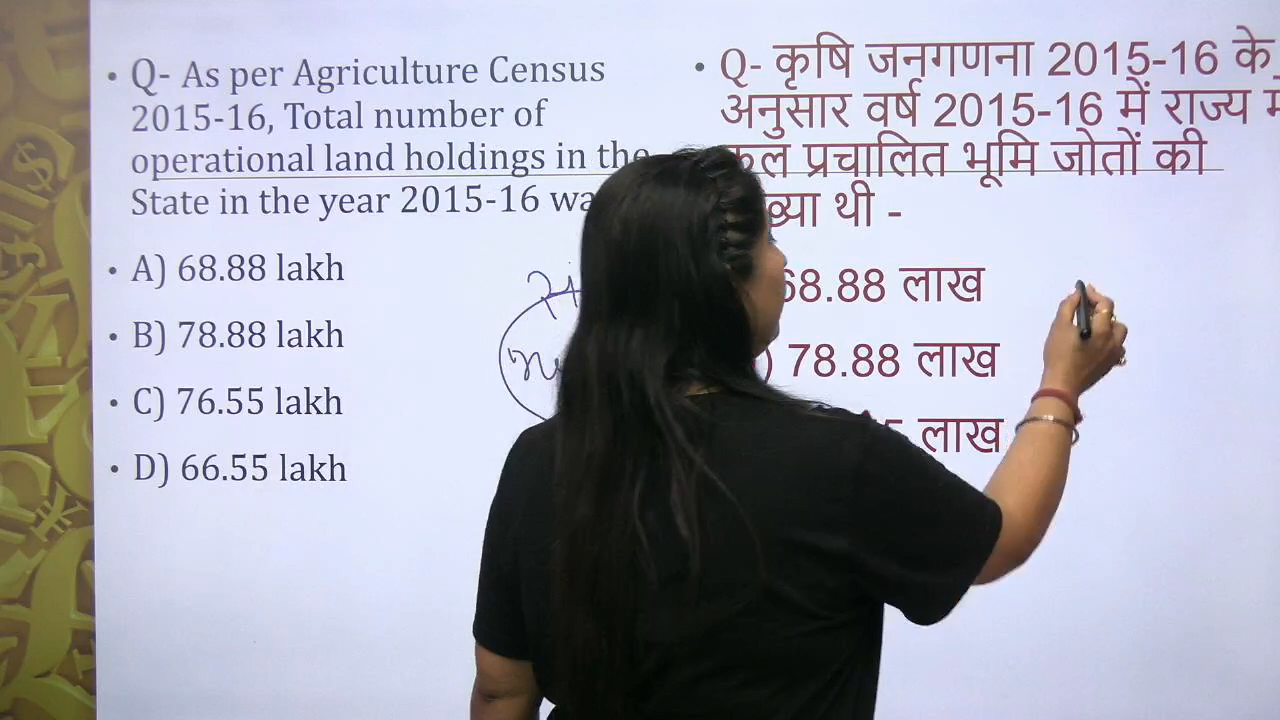 • Q- As per Agriculture Census
2015-16, Total number of
operational land holdings in the
State in the year 2015-16
• A) 68.88 lakh
• B) 78.88 lakh
• C) 76.55 lakh
• D) 66.55 lakh
• Q- कृषि जनगणना 2015-16 के
अनुसार वर्ष 2015-16 में राज्य
प्रचालित भूमि जोतों की
थी -
68.88 लाख
) 78.88 लाख
लाख